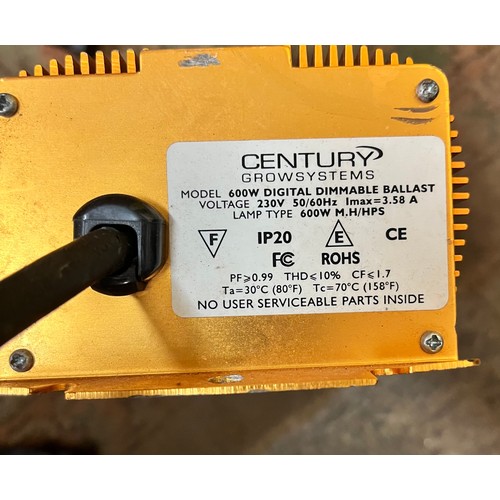 CENTURY
GROWSYSTEMS
MODEL 600W DIGITAL DIMMABLE BALLAST
VOLTAGE 230V 50/60Hz Imax=3.58 A
LAMP TYPE 600W M.H/HPS
F IP20 E CE
FC ROHS
PF⩾0.99 THD⩽10% CF⩽1.7
Ta=30°C (80°F) Tc=70°C (158°F)
NO USER SERVICEABLE PARTS INSIDE